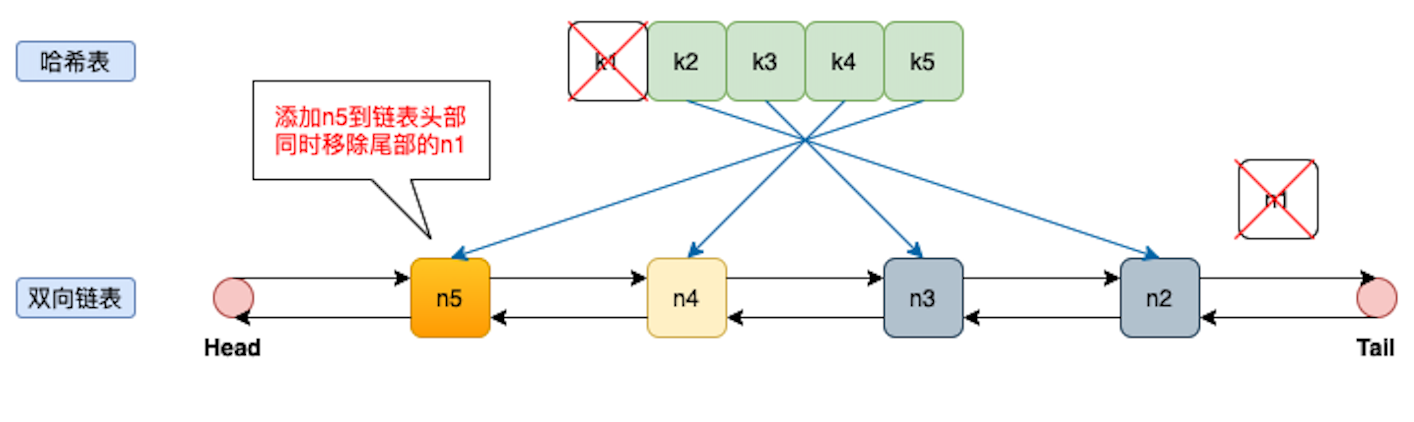 哈希表
k1
k2
k3
k4
k5
添加n5到链表头部
同时移除尾部的n1
n1
双向链表
n5
n4
n3
n2
Head
Tail